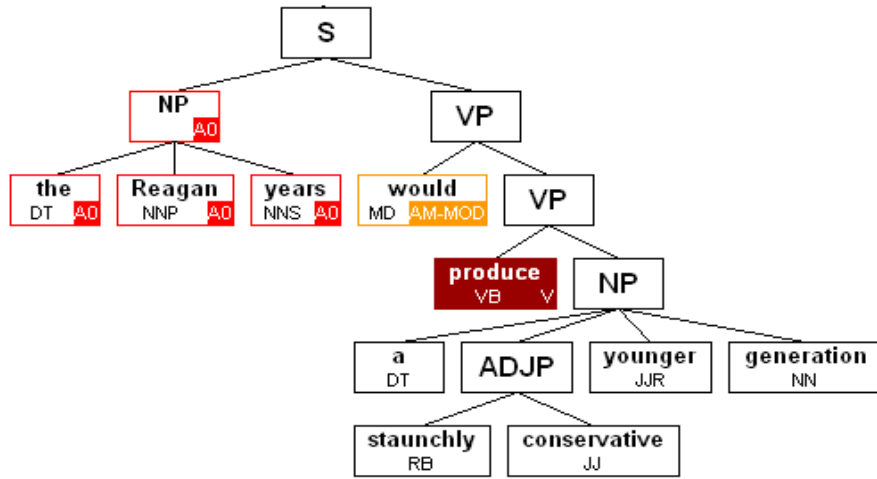 S
NP
A0
VP
the
DT A0
Reagan
NNP A0
years
NNS A0
would
MD AM-MOD
VP
produce
VB V
NP
a
DT
ADJP
younger
JJR
generation
NN
staunchly
RB
conservative
JJ